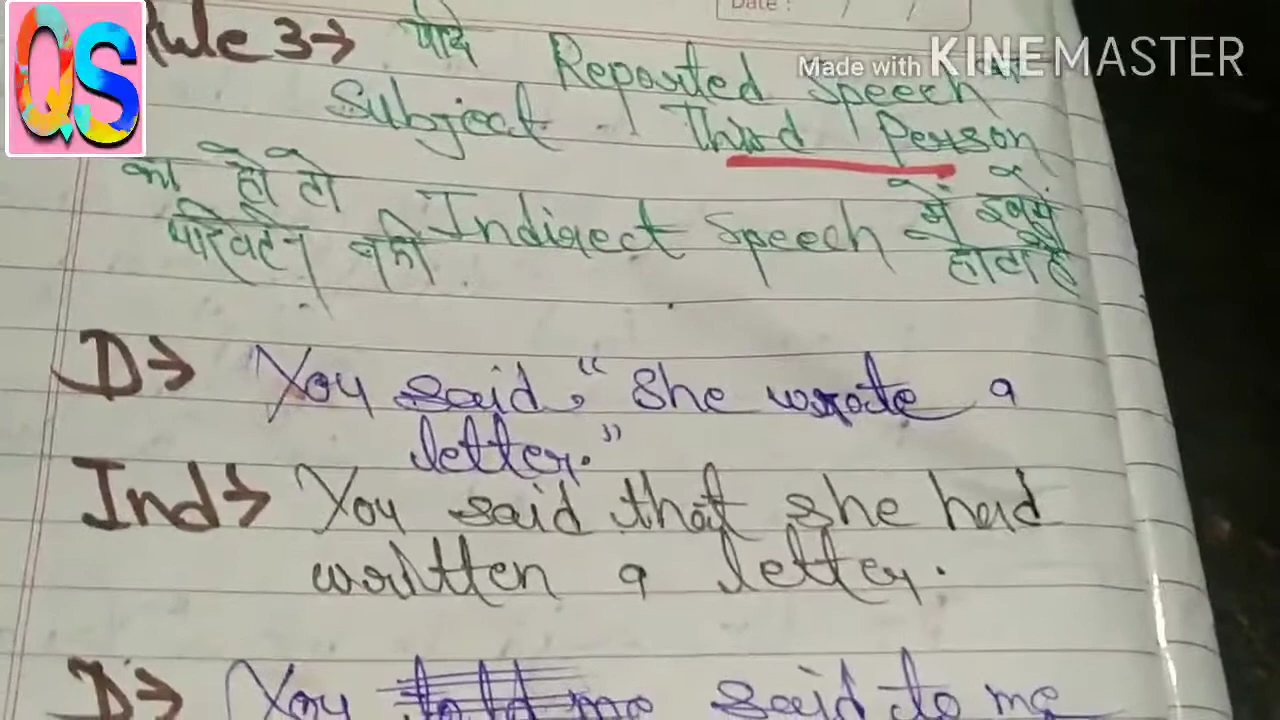 QS
Date : / /
Made with KINEMASTER
Rule 3→ यदि Reported Speech का
Subject Third Person
का हो तो Indirect Speech में उसमें
परिवर्तन नहीं होता है
D→ You said, “She wrote a
letter.”
Ind→ You said that she had
written a letter.
D→ You said to me